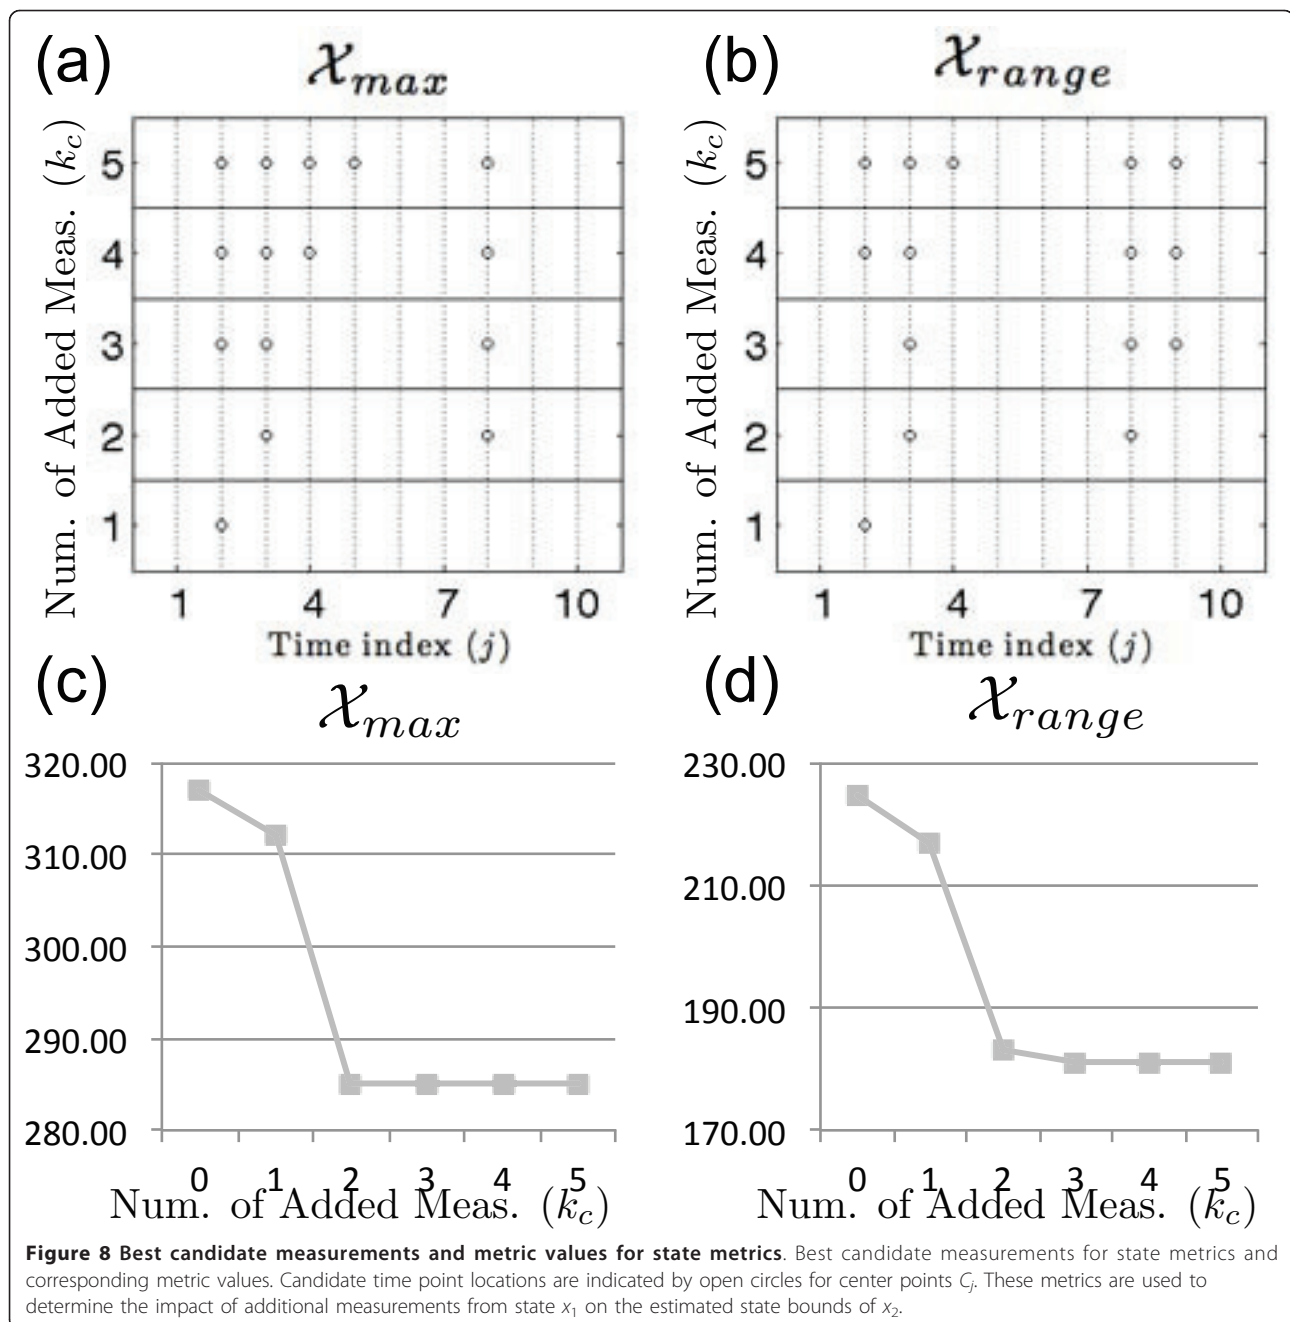 (a)
𝒳max
Num. of Added Meas. (kc)
5
4
3
2
1
1 4 7 10
Time index (j)
(b)
𝒳range
Num. of Added Meas. (kc)
5
4
3
2
1
1 4 7 10
Time index (j)
(c)
𝒳max
320.00
310.00
300.00
290.00
280.00
0 1 2 3 4 5
Num. of Added Meas. (kc)
(d)
𝒳range
230.00
210.00
190.00
170.00
0 1 2 3 4 5
Num. of Added Meas. (kc)
Figure 8 Best candidate measurements and metric values for state metrics. Best candidate measurements for state metrics and
corresponding metric values. Candidate time point locations are indicated by open circles for center points Cj. These metrics are used to
determine the impact of additional measurements from state x1 on the estimated state bounds of x2.